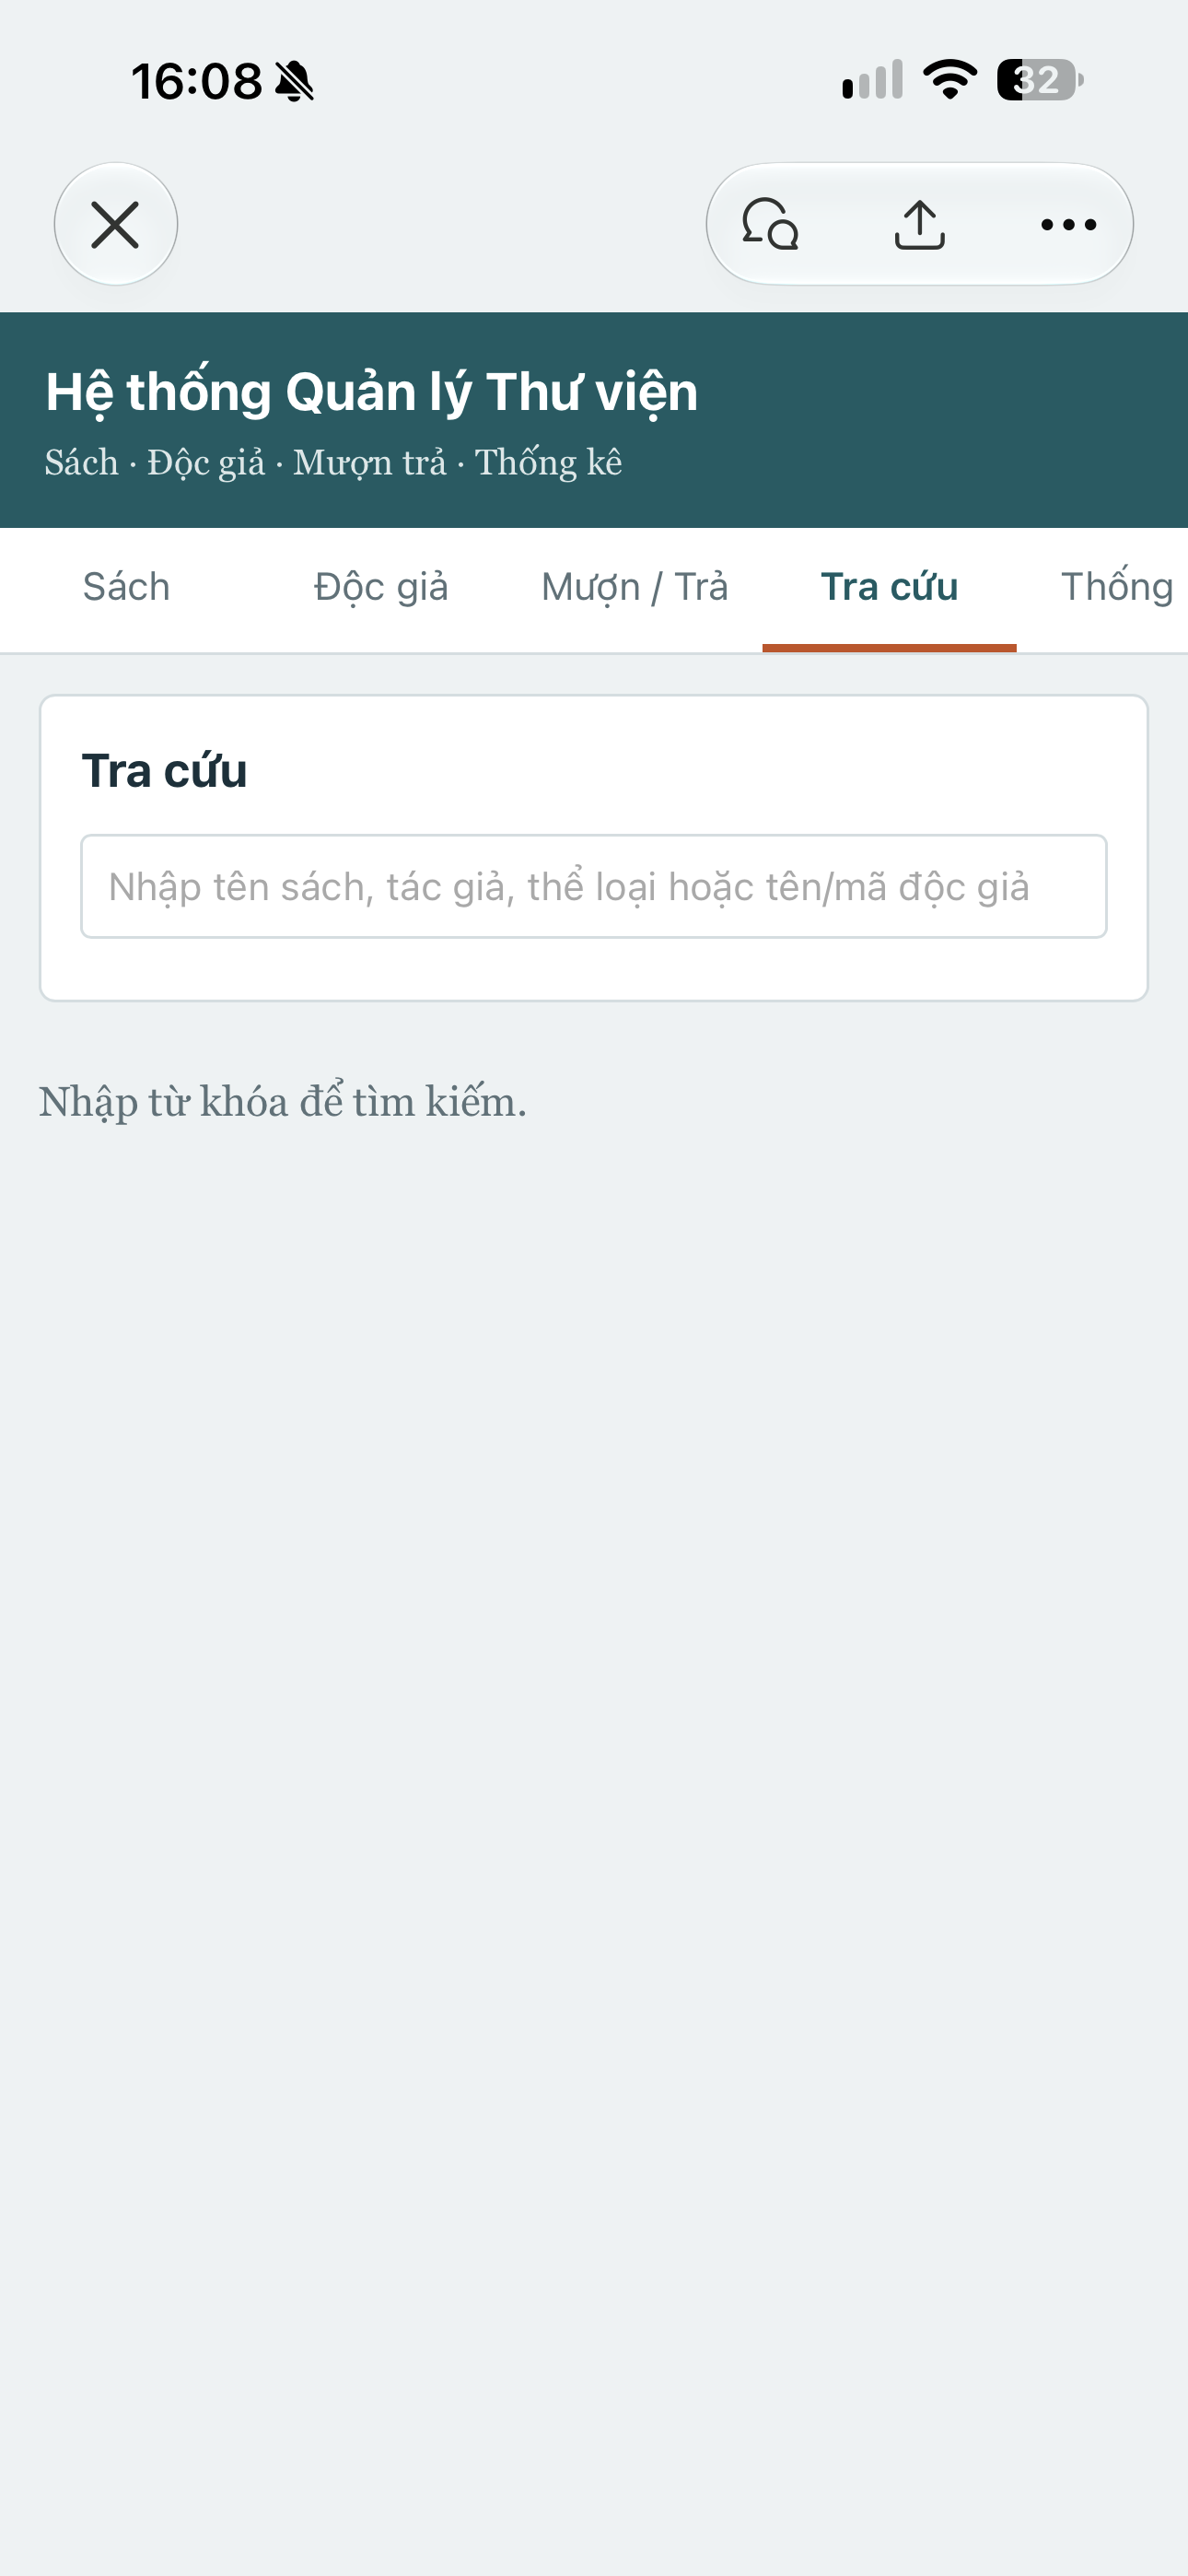 16:08
32
Hệ thống Quản lý Thư viện
Sách · Độc giả · Mượn trả · Thống kê
Sách Độc giả Mượn / Trả Tra cứu Thống
Tra cứu
Nhập tên sách, tác giả, thể loại hoặc tên/mã độc giả
Nhập từ khóa để tìm kiếm.